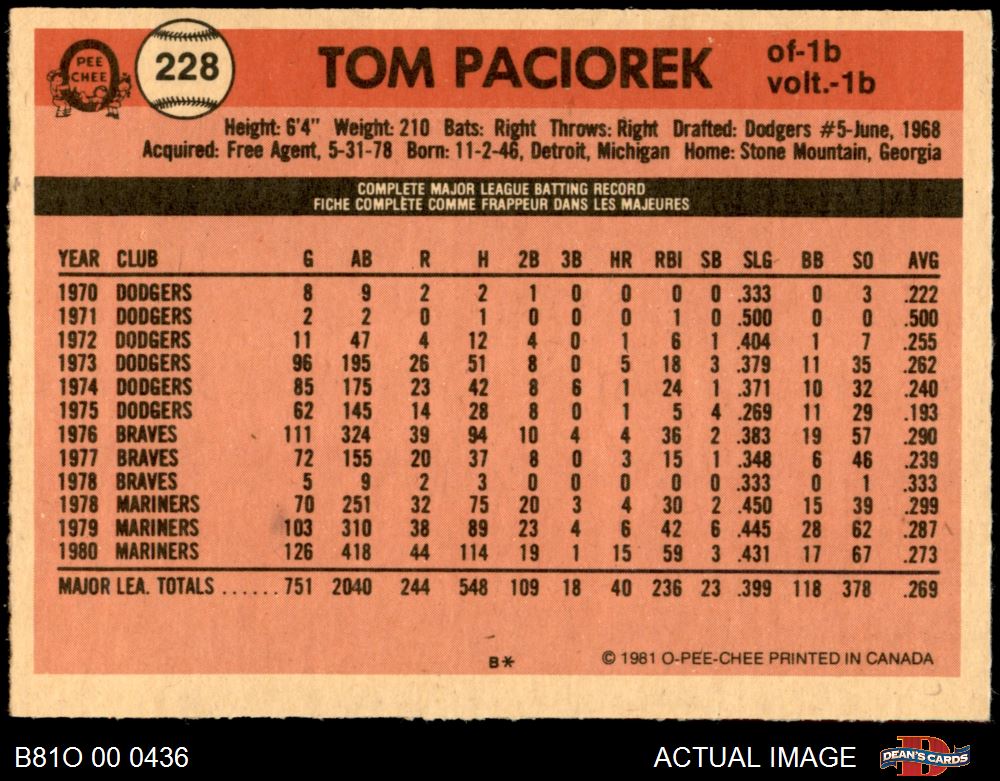 PEE
CHEE
228
TOM PACIOREK
of-1b
volt.-1b
Height: 6'4" Weight: 210 Bats: Right Throws: Right Drafted: Dodgers #5-June, 1968
Acquired: Free Agent, 5-31-78 Born: 11-2-46, Detroit, Michigan Home: Stone Mountain, Georgia
COMPLETE MAJOR LEAGUE BATTING RECORD
FICHE COMPLÈTE COMME FRAPPEUR DANS LES MAJEURES
YEAR CLUB G AB R H 2B 3B HR RBI SB SLG BB SO AVG
1970 DODGERS 8 9 2 2 1 0 0 0 0 .333 0 3 .222
1971 DODGERS 2 2 0 1 0 0 0 1 0 .500 0 0 .500
1972 DODGERS 11 47 4 12 4 0 1 6 1 .404 1 7 .255
1973 DODGERS 96 195 26 51 8 0 5 18 3 .379 11 35 .262
1974 DODGERS 85 175 23 42 8 6 1 24 1 .371 10 32 .240
1975 DODGERS 62 145 14 28 8 0 1 5 4 .269 11 29 .193
1976 BRAVES 111 324 39 94 10 4 4 36 2 .383 19 57 .290
1977 BRAVES 72 155 20 37 8 0 3 15 1 .348 6 46 .239
1978 BRAVES 5 9 2 3 0 0 0 0 0 .333 0 1 .333
1978 MARINERS 70 251 32 75 20 3 4 30 2 .450 15 39 .299
1979 MARINERS 103 310 38 89 23 4 6 42 6 .445 28 62 .287
1980 MARINERS 126 418 44 114 19 1 15 59 3 .431 17 67 .273
MAJOR LEA. TOTALS ...... 751 2040 244 548 109 18 40 236 23 .399 118 378 .269
B*
© 1981 O-PEE-CHEE PRINTED IN CANADA
B81O 00 0436
ACTUAL IMAGE
DEAN'S CARDS